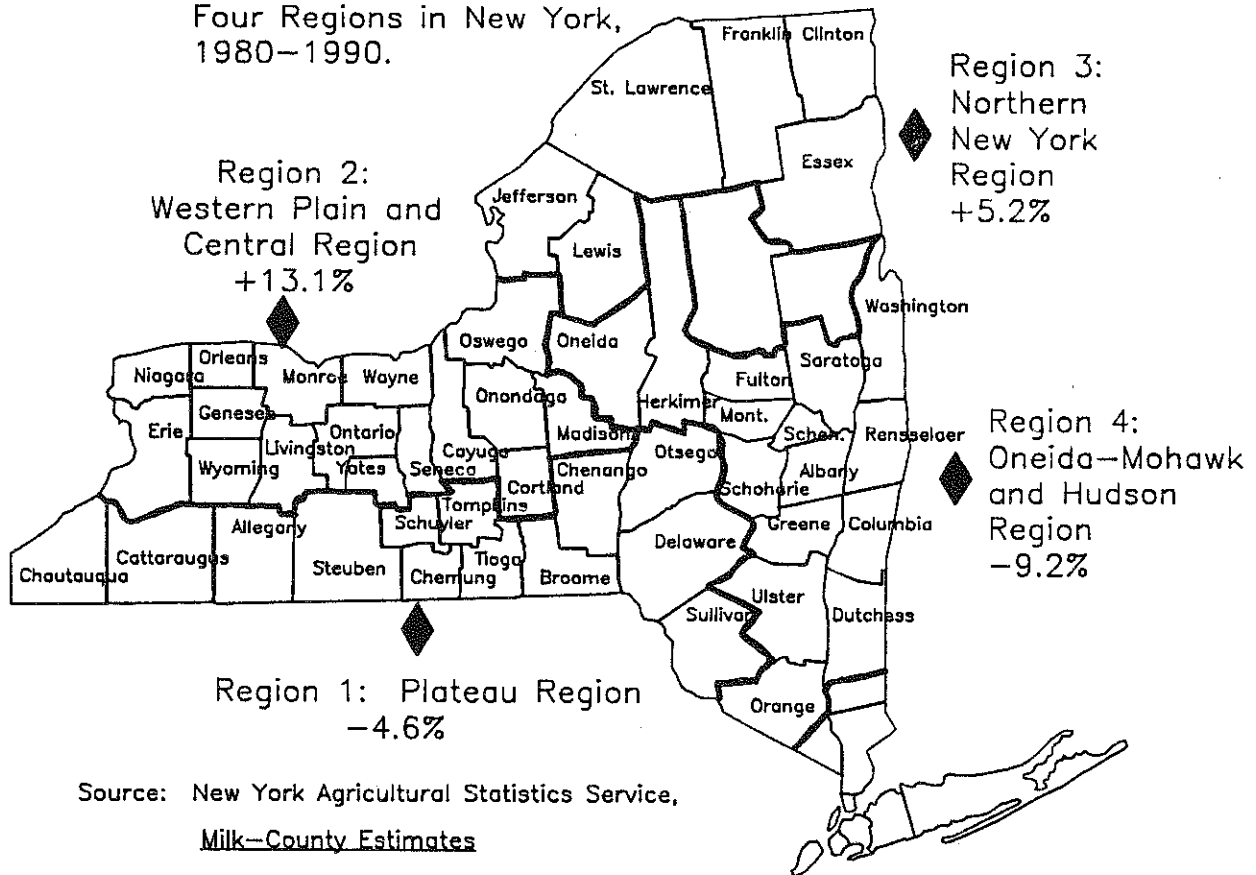 Four Regions in New York,
1980–1990.
Region 3:
Northern
New York
Region
+5.2%
Region 2:
Western Plain and
Central Region
+13.1%
Region 4:
Oneida–Mohawk
and Hudson
Region
-9.2%
Region 1: Plateau Region
-4.6%
Franklin
Clinton
St. Lawrence
Essex
Jefferson
Lewis
Washington
Oswego
Oneida
Saratoga
Orleans
Niagara
Monroe
Wayne
Fulton
Onondaga
Herkimer
Mont.
Genesee
Erie
Ontario
Madison
Schen.
Rensselaer
Livingston
Cayuga
Otsego
Wyoming
Yates
Seneca
Chenango
Albany
Cortland
Schoharie
Tompkins
Allegany
Schuyler
Greene
Columbia
Delaware
Cattaraugus
Steuben
Tioga
Chautauqua
Chemung
Broome
Ulster
Sullivan
Dutchess
Orange
Source: New York Agricultural Statistics Service,
Milk–County Estimates